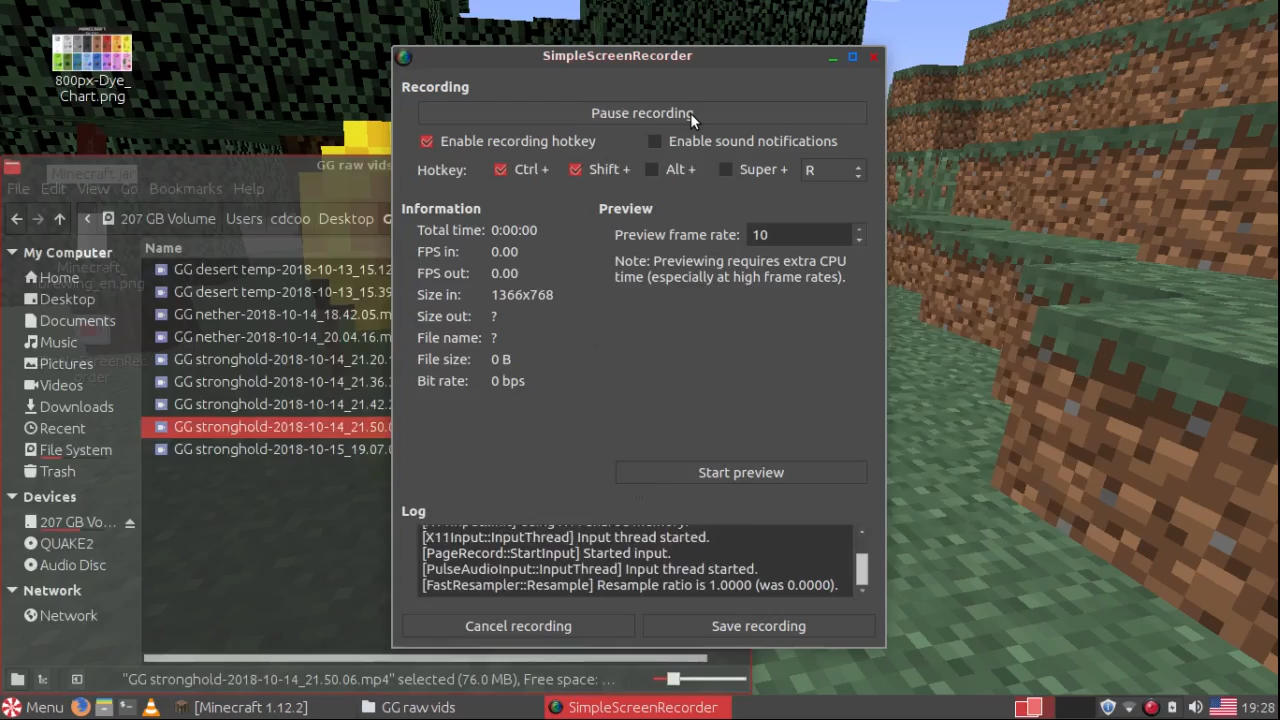 MINECRAFT
800px-Dye_
Chart.png
SimpleScreenRecorder
Recording
Pause recording
Enable recording hotkey
Enable sound notifications
Hotkey: Ctrl + Shift + Alt + Super + R
Information
Total time: 0:00:00
FPS in: 0.00
FPS out: 0.00
Size in: 1366x768
Size out: ?
File name: ?
File size: 0 B
Bit rate: 0 bps
Preview
Preview frame rate: 10
Note: Previewing requires extra CPU
time (especially at high frame rates).
Start preview
Log
[X11Input::InputThread] Input thread started.
[PageRecord::StartInput] Started input.
[PulseAudioInput::InputThread] Input thread started.
[FastResampler::Resample] Resample ratio is 1.0000 (was 0.0000).
Cancel recording
Save recording
GG raw vids
Minecraft.jar
File Edit View Go Bookmarks Help
207 GB Volume Users cdcoo Desktop
My Computer
Home
Desktop
Documents
Music
Pictures
Videos
Downloads
Recent
File System
Trash
Devices
207 GB Vo...
QUAKE2
Audio Disc
Network
Network
Minecraft_
brewing_en.png
Name
GG desert temp-2018-10-13_15.12
GG desert temp-2018-10-13_15.39
GG nether-2018-10-14_18.42.05.m
GG nether-2018-10-14_20.04.16.m
GG stronghold-2018-10-14_21.20.
GG stronghold-2018-10-14_21.36.
GG stronghold-2018-10-14_21.42.
GG stronghold-2018-10-14_21.50.
GG stronghold-2018-10-15_19.07.
"GG stronghold-2018-10-14_21.50.06.mp4" selected (76.0 MB), Free space: ...
Menu
[Minecraft 1.12.2]
GG raw vids
SimpleScreenRecorder
19:28